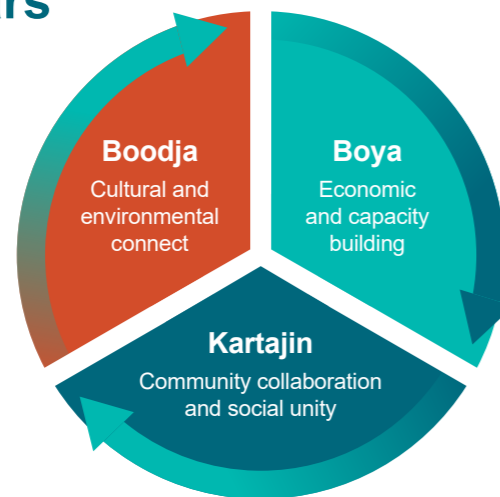 Boodja
Cultural and
environmental
connect
Boya
Economic
and capacity
building
Kartajin
Community collaboration
and social unity